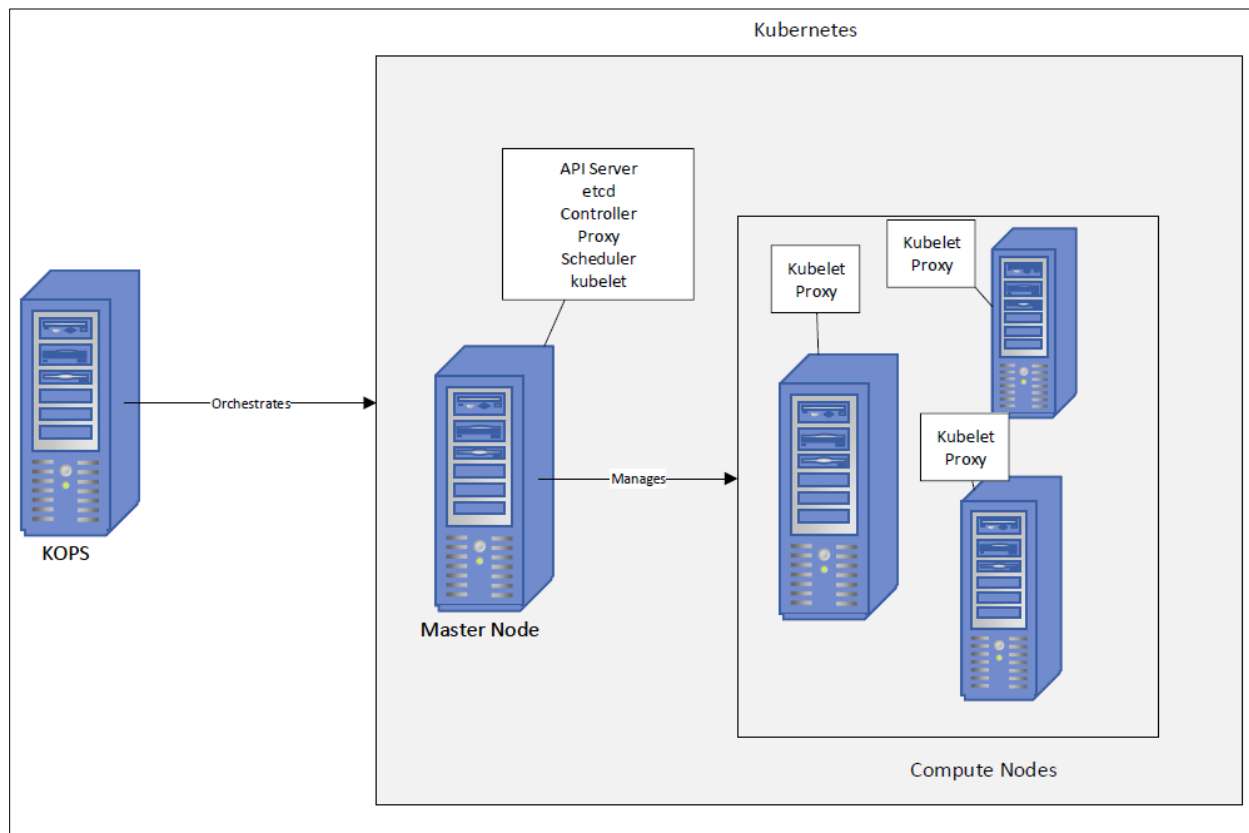 Kubernetes
API Server
etcd
Controller
Proxy
Scheduler
kubelet
Kubelet
Proxy
Kubelet
Proxy
Orchestrates
Kubelet
Proxy
Manages
KOPS
Master Node
Compute Nodes